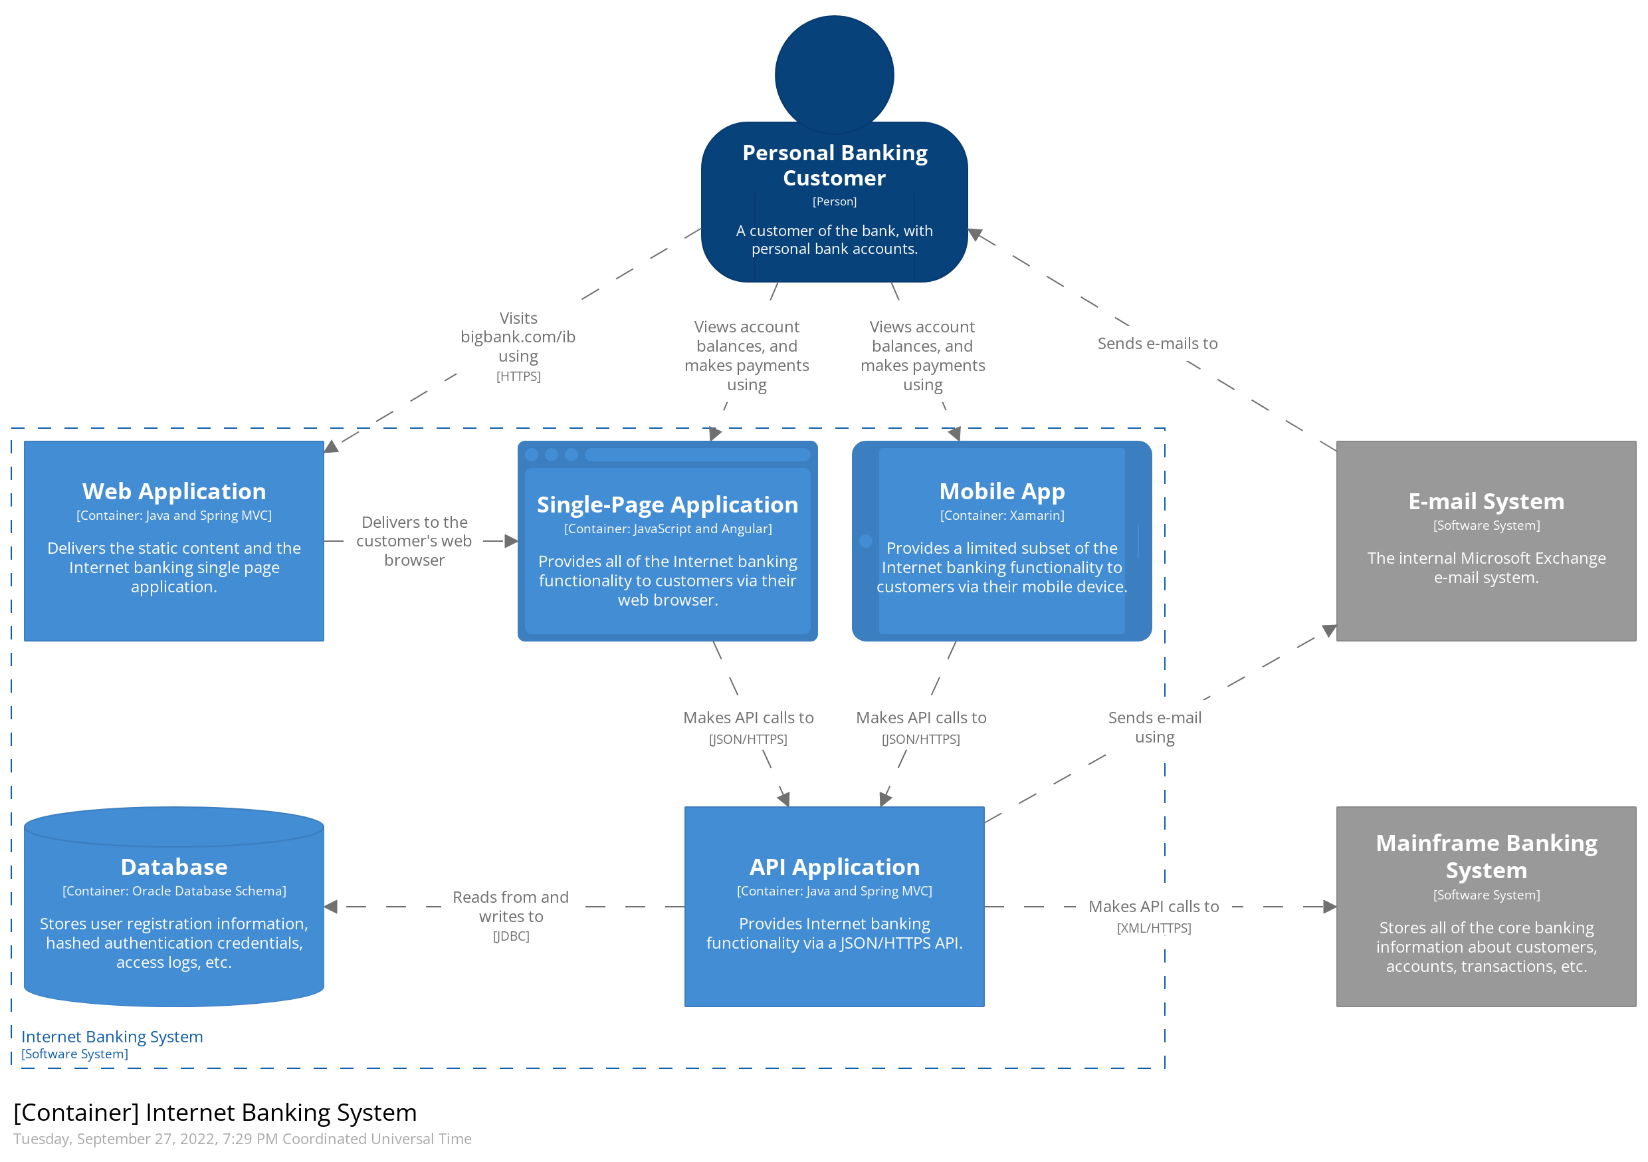 Personal Banking
Customer
[Person]
A customer of the bank, with
personal bank accounts.
Visits
bigbank.com/ib
using
[HTTPS]
Views account
balances, and
makes payments
using
Views account
balances, and
makes payments
using
Sends e-mails to
Web Application
[Container: Java and Spring MVC]
Delivers the static content and the
Internet banking single page
application.
Delivers to the
customer's web
browser
Single-Page Application
[Container: JavaScript and Angular]
Provides all of the Internet banking
functionality to customers via their
web browser.
Mobile App
[Container: Xamarin]
Provides a limited subset of the
Internet banking functionality to
customers via their mobile device.
E-mail System
[Software System]
The internal Microsoft Exchange
e-mail system.
Makes API calls to
[JSON/HTTPS]
Makes API calls to
[JSON/HTTPS]
Sends e-mail
using
Database
[Container: Oracle Database Schema]
Stores user registration information,
hashed authentication credentials,
access logs, etc.
Reads from and
writes to
[JDBC]
API Application
[Container: Java and Spring MVC]
Provides Internet banking
functionality via a JSON/HTTPS API.
Makes API calls to
[XML/HTTPS]
Mainframe Banking
System
[Software System]
Stores all of the core banking
information about customers,
accounts, transactions, etc.
Internet Banking System
[Software System]
[Container] Internet Banking System
Tuesday, September 27, 2022, 7:29 PM Coordinated Universal Time